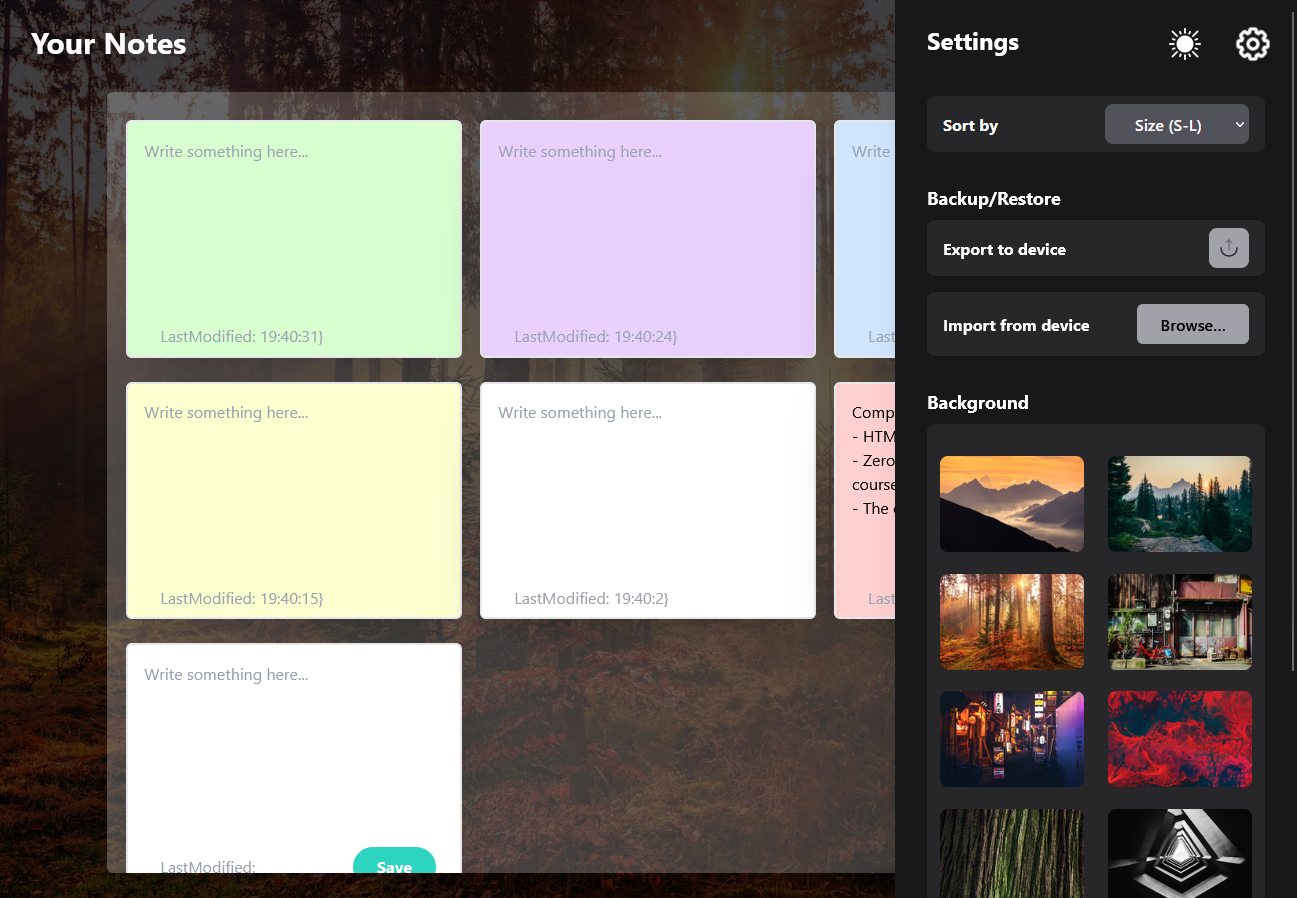 Your Notes
Write something here...
Write something here...
Write
LastModified: 19:40:31}
LastModified: 19:40:24}
Last
Write something here...
Write something here...
Comp
- HTM
- Zero
course
- The
LastModified: 19:40:15}
LastModified: 19:40:2}
Last
Write something here...
LastModified:
Save
Settings
Sort by
Size (S-L)
Backup/Restore
Export to device
Import from device
Browse...
Background